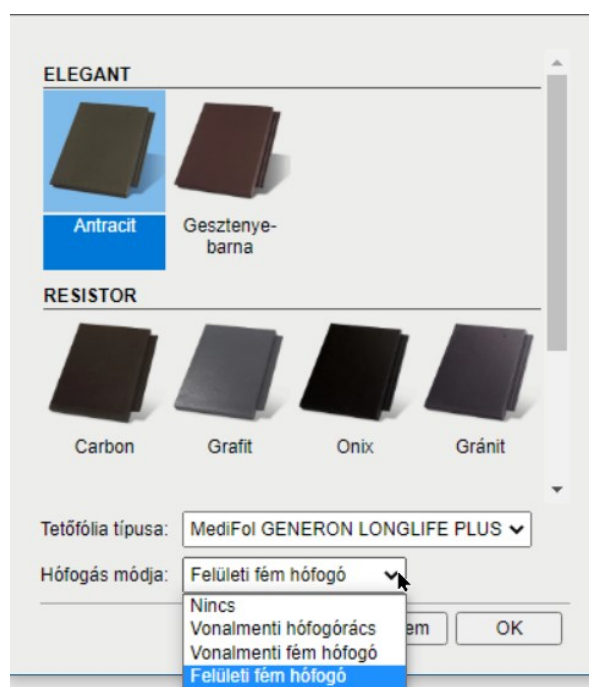 ELEGANT
Antracit
Gesztenye-
barna
RESISTOR
Carbon
Grafit
Onix
Gránit
Tetőfólia típusa:
MediFol GENERON LONGLIFE PLUS
Hófogás módja:
Felületi fém hófogó
Nincs
Vonalmenti hófogórács
Vonalmenti fém hófogó
Felületi fém hófogó
OK